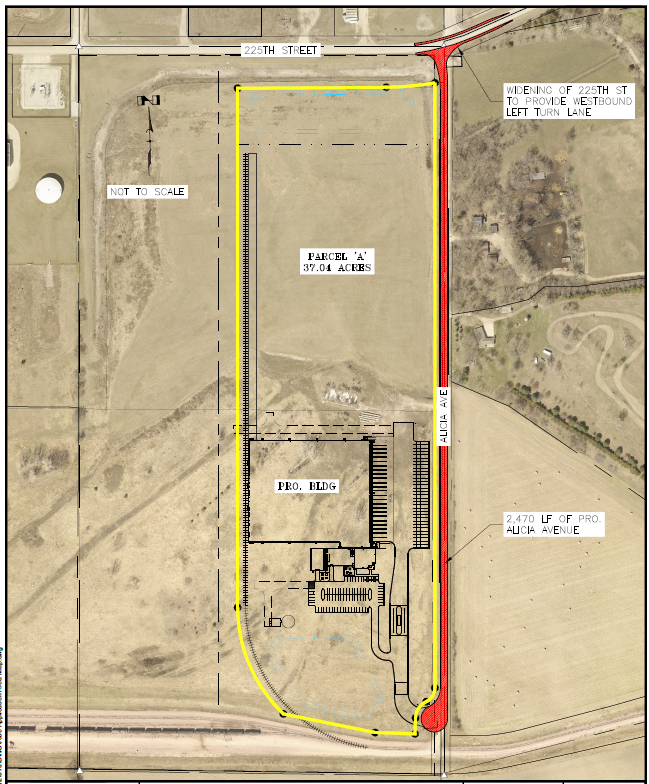 225TH STREET
WIDENING OF 225TH ST
TO PROVIDE WESTBOUND
LEFT TURN LANE
NOT TO SCALE
PARCEL 'A'
37.04 ACRES
ALICIA AVE
PRO. BLDG
2,470 LF OF PRO.
ALICIA AVENUE